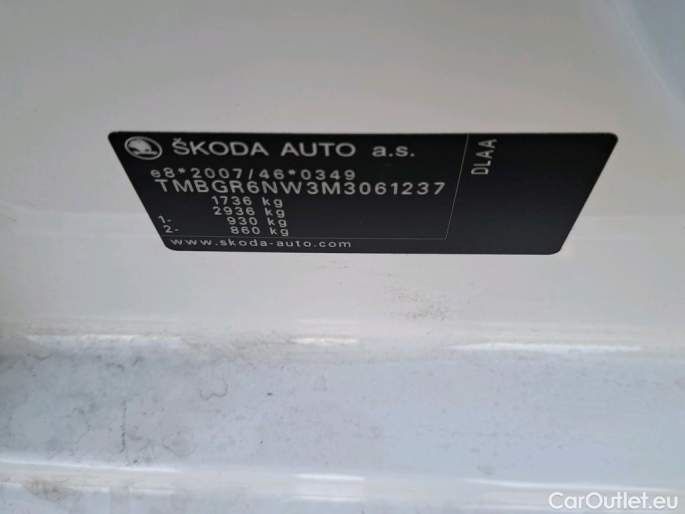 ŠKODA AUTO a.s.
e8*2007/46*0349
TMBGR6NW3M3061237
1736 kg
2936 kg
1- 930 kg
2- 860 kg
www.skoda-auto.com
DLAA
CarOutlet.eu